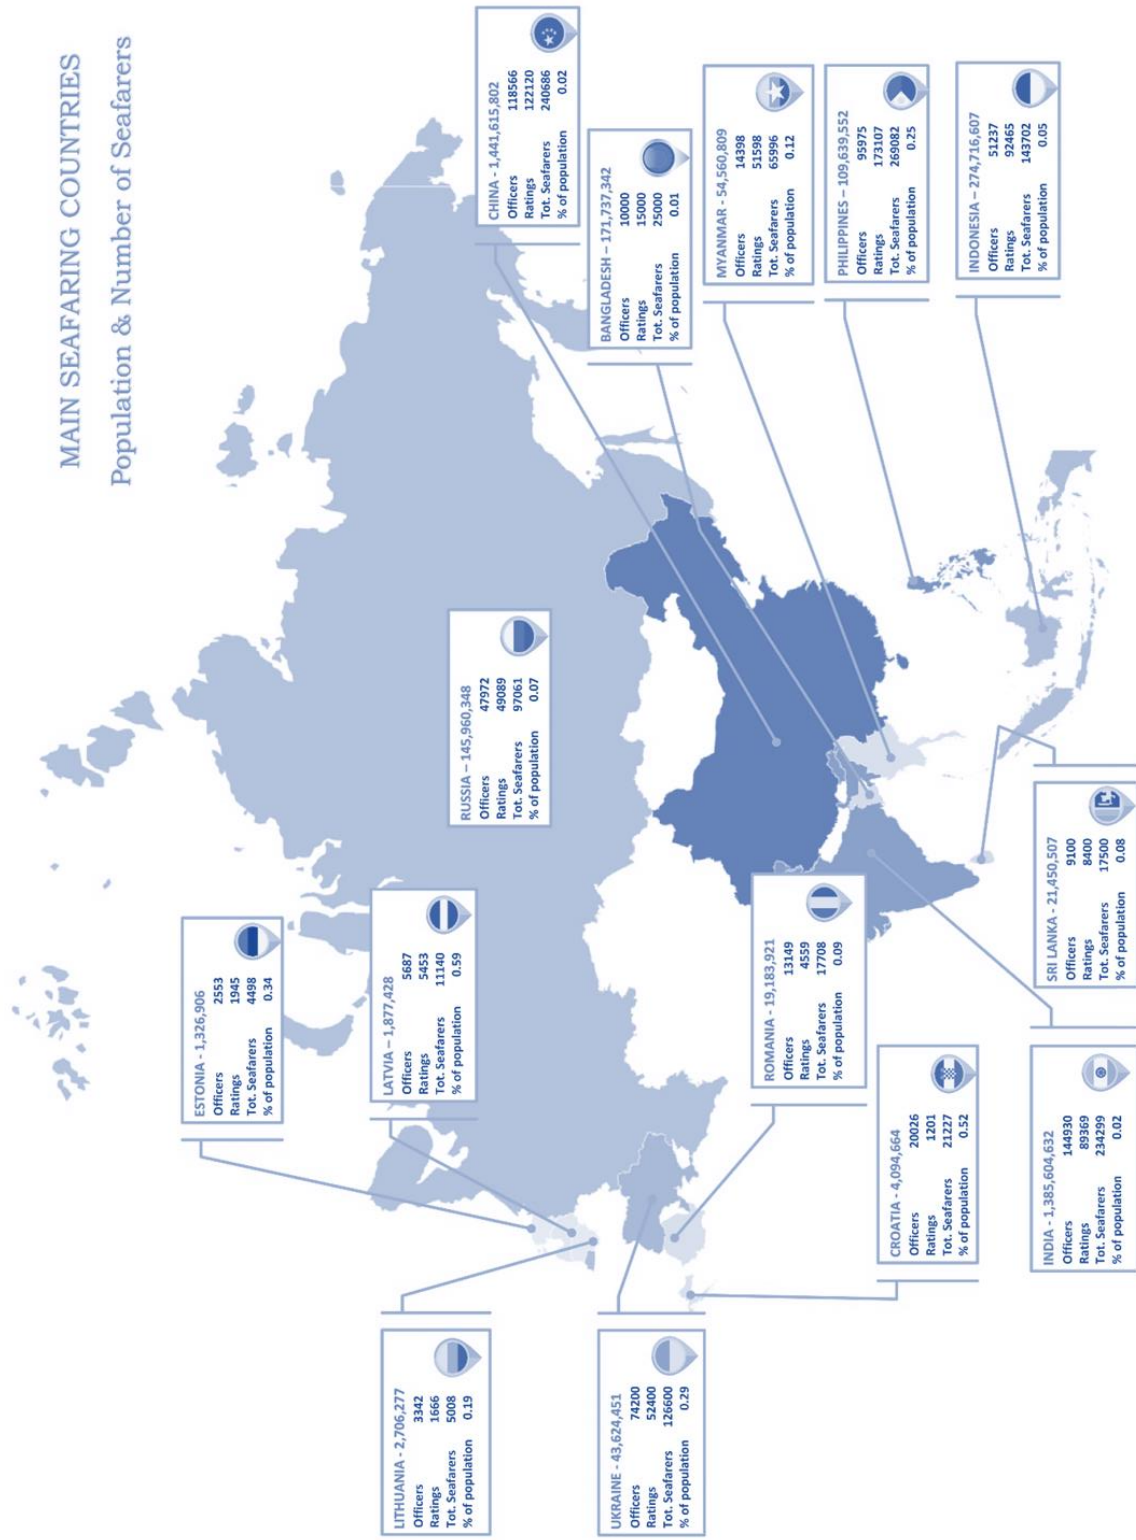 MAIN SEAFARING COUNTRIES
Population & Number of Seafarers
ESTONIA - 1,326,906
Officers 2553
Ratings 1945
Tot. Seafarers 4498
% of population 0.34
LATVIA – 1,877,428
Officers 5687
Ratings 5453
Tot. Seafarers 11140
% of population 0.59
LITHUANIA - 2,706,277
Officers 3342
Ratings 1666
Tot. Seafarers 5008
% of population 0.19
RUSSIA – 145,960,348
Officers 47972
Ratings 49089
Tot. Seafarers 97061
% of population 0.07
CHINA - 1,441,615,802
Officers 118566
Ratings 122120
Tot. Seafarers 240686
% of population 0.02
BANGLADESH – 171,737,342
Officers 10000
Ratings 15000
Tot. Seafarers 25000
% of population 0.01
UKRAINE - 43,624,451
Officers 74200
Ratings 52400
Tot. Seafarers 126600
% of population 0.29
MYANMAR - 54,560,809
Officers 14398
Ratings 51598
Tot. Seafarers 65996
% of population 0.12
ROMANIA - 19,183,921
Officers 13149
Ratings 4559
Tot. Seafarers 17708
% of population 0.09
PHILIPPINES – 109,639,552
Officers 95975
Ratings 173107
Tot. Seafarers 269082
% of population 0.25
CROATIA - 4,094,664
Officers 20026
Ratings 1201
Tot. Seafarers 21227
% of population 0.52
INDONESIA – 274,716,607
Officers 51237
Ratings 92465
Tot. Seafarers 143702
% of population 0.05
INDIA - 1,385,604,632
Officers 144930
Ratings 89369
Tot. Seafarers 234299
% of population 0.02
SRI LANKA - 21,450,507
Officers 9100
Ratings 8400
Tot. Seafarers 17500
% of population 0.08